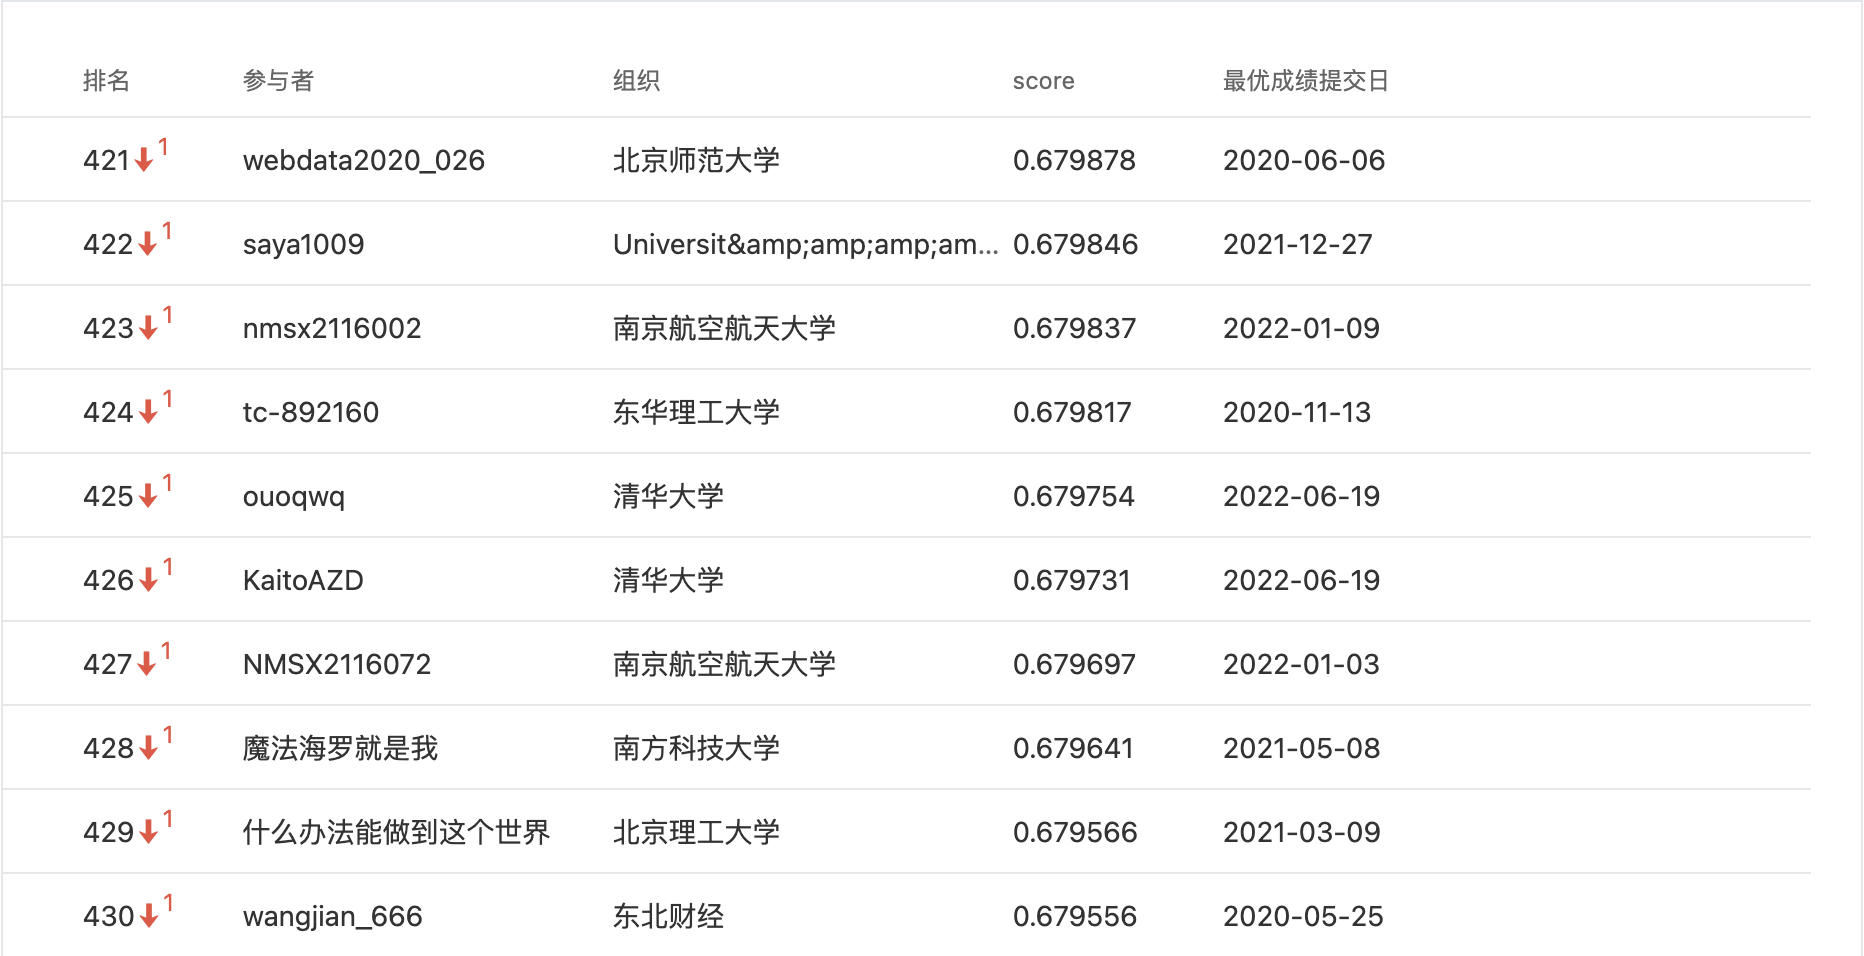 排名 参与者 组织 score 最优成绩提交日
421 1 webdata2020_026 北京师范大学 0.679878 2020-06-06
422 1 saya1009 Universit&amp;amp;amp;am... 0.679846 2021-12-27
423 1 nmsx2116002 南京航空航天大学 0.679837 2022-01-09
424 1 tc-892160 东华理工大学 0.679817 2020-11-13
425 1 ouoqwq 清华大学 0.679754 2022-06-19
426 1 KaitoAZD 清华大学 0.679731 2022-06-19
427 1 NMSX2116072 南京航空航天大学 0.679697 2022-01-03
428 1 魔法海罗就是我 南方科技大学 0.679641 2021-05-08
429 1 什么办法能做到这个世界 北京理工大学 0.679566 2021-03-09
430 1 wangjian_666 东北财经 0.679556 2020-05-25